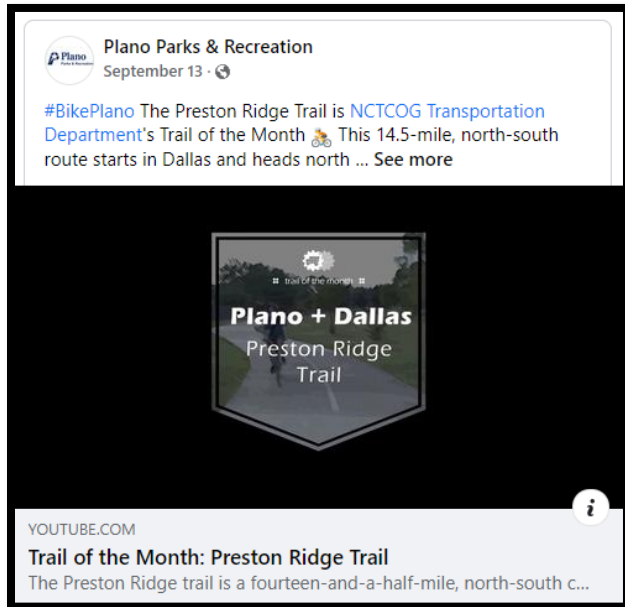 Plano
Parks & Recreation
Plano Parks & Recreation
September 13 ·
#BikePlano The Preston Ridge Trail is NCTCOG Transportation
Department's Trail of the Month 🚴 This 14.5-mile, north-south
route starts in Dallas and heads north ... See more
# trail of the month #
Plano + Dallas
Preston Ridge
Trail
i
YOUTUBE.COM
Trail of the Month: Preston Ridge Trail
The Preston Ridge trail is a fourteen-and-a-half-mile, north-south c...